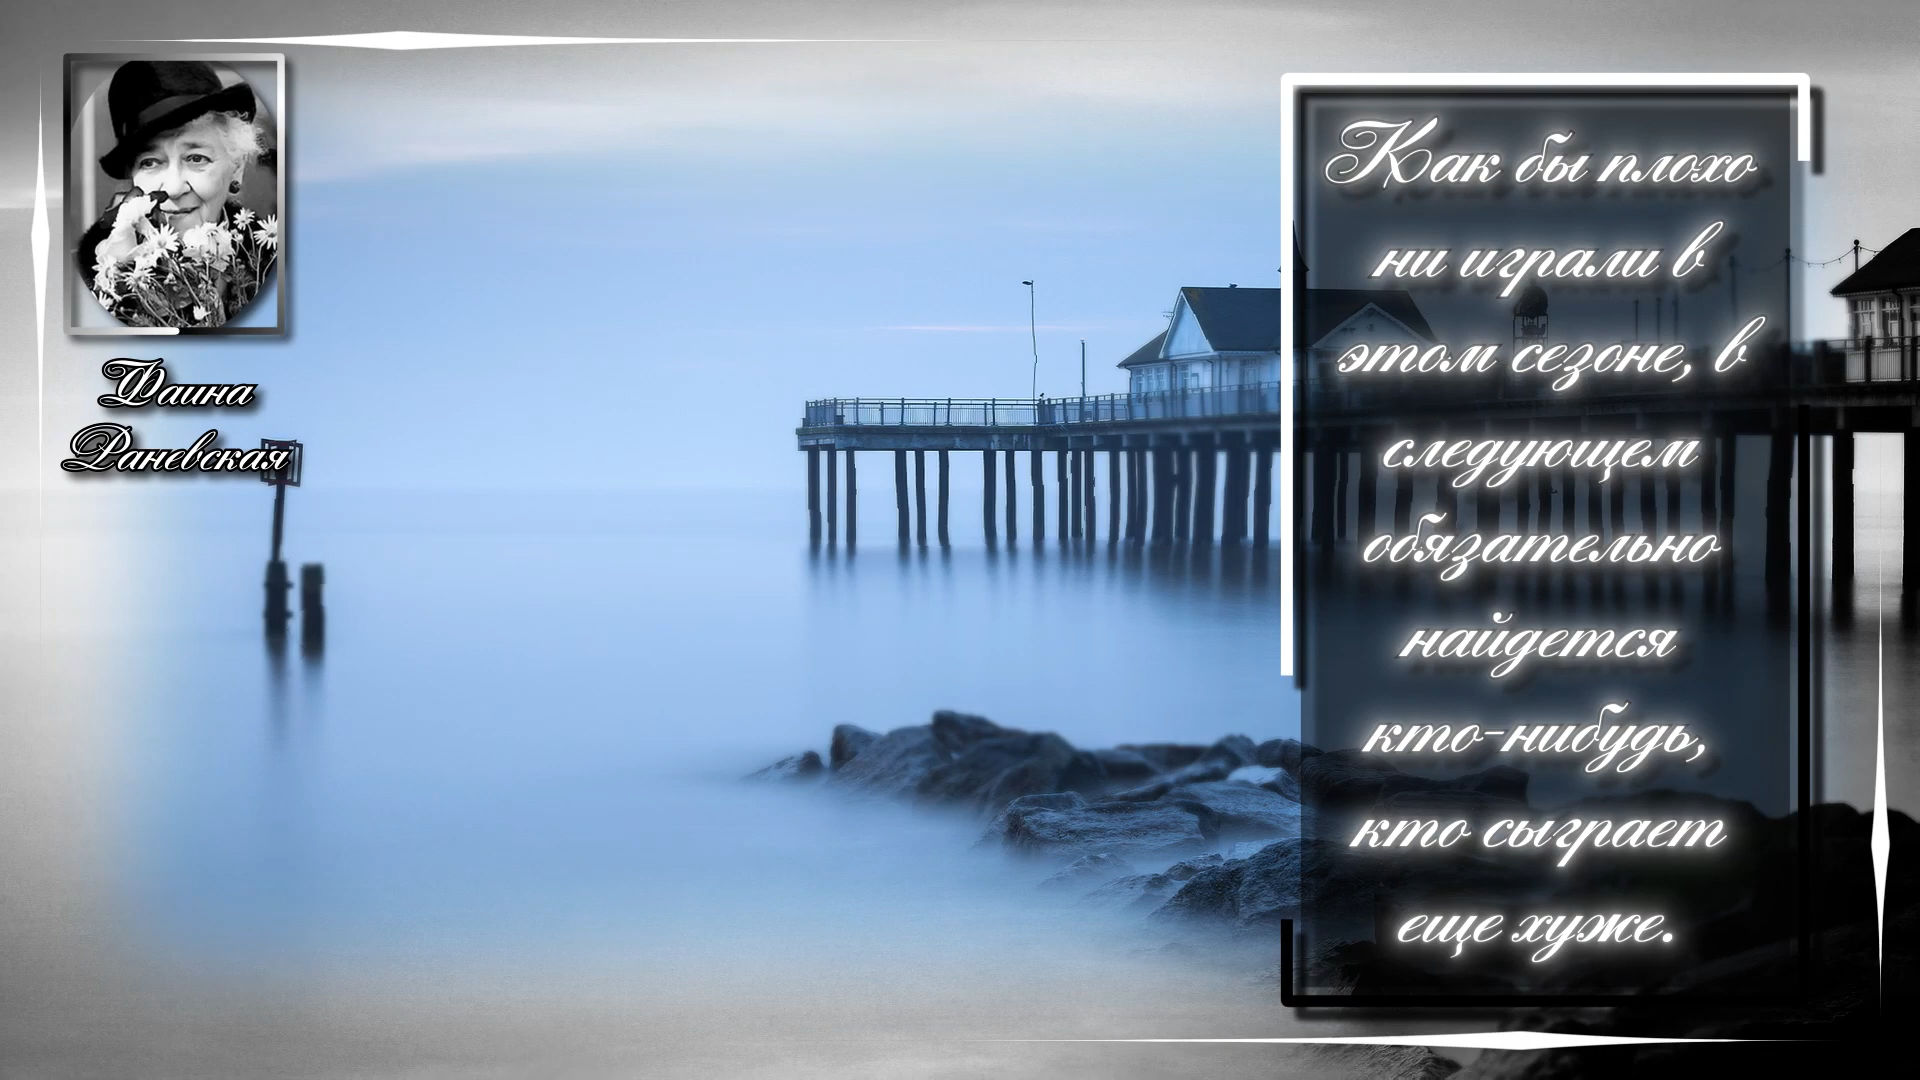 Фаина
Раневская
Как бы плохо
ни играли в
этом сезоне, в
следующем
обязательно
найдется
кто-нибудь,
кто сыграет
еще хуже.